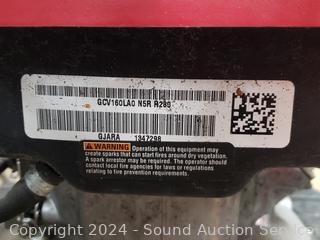 GCV160LA0 N5R R280
GJARA 1347298
WARNING Operation of this equipment may
create sparks that can start fires around dry vegetation.
A spark arrestor may be required. The operator should
contact local fire agencies for laws or regulations
relating to fire prevention requirements.
Copyright 2024 - Sound Auction Service